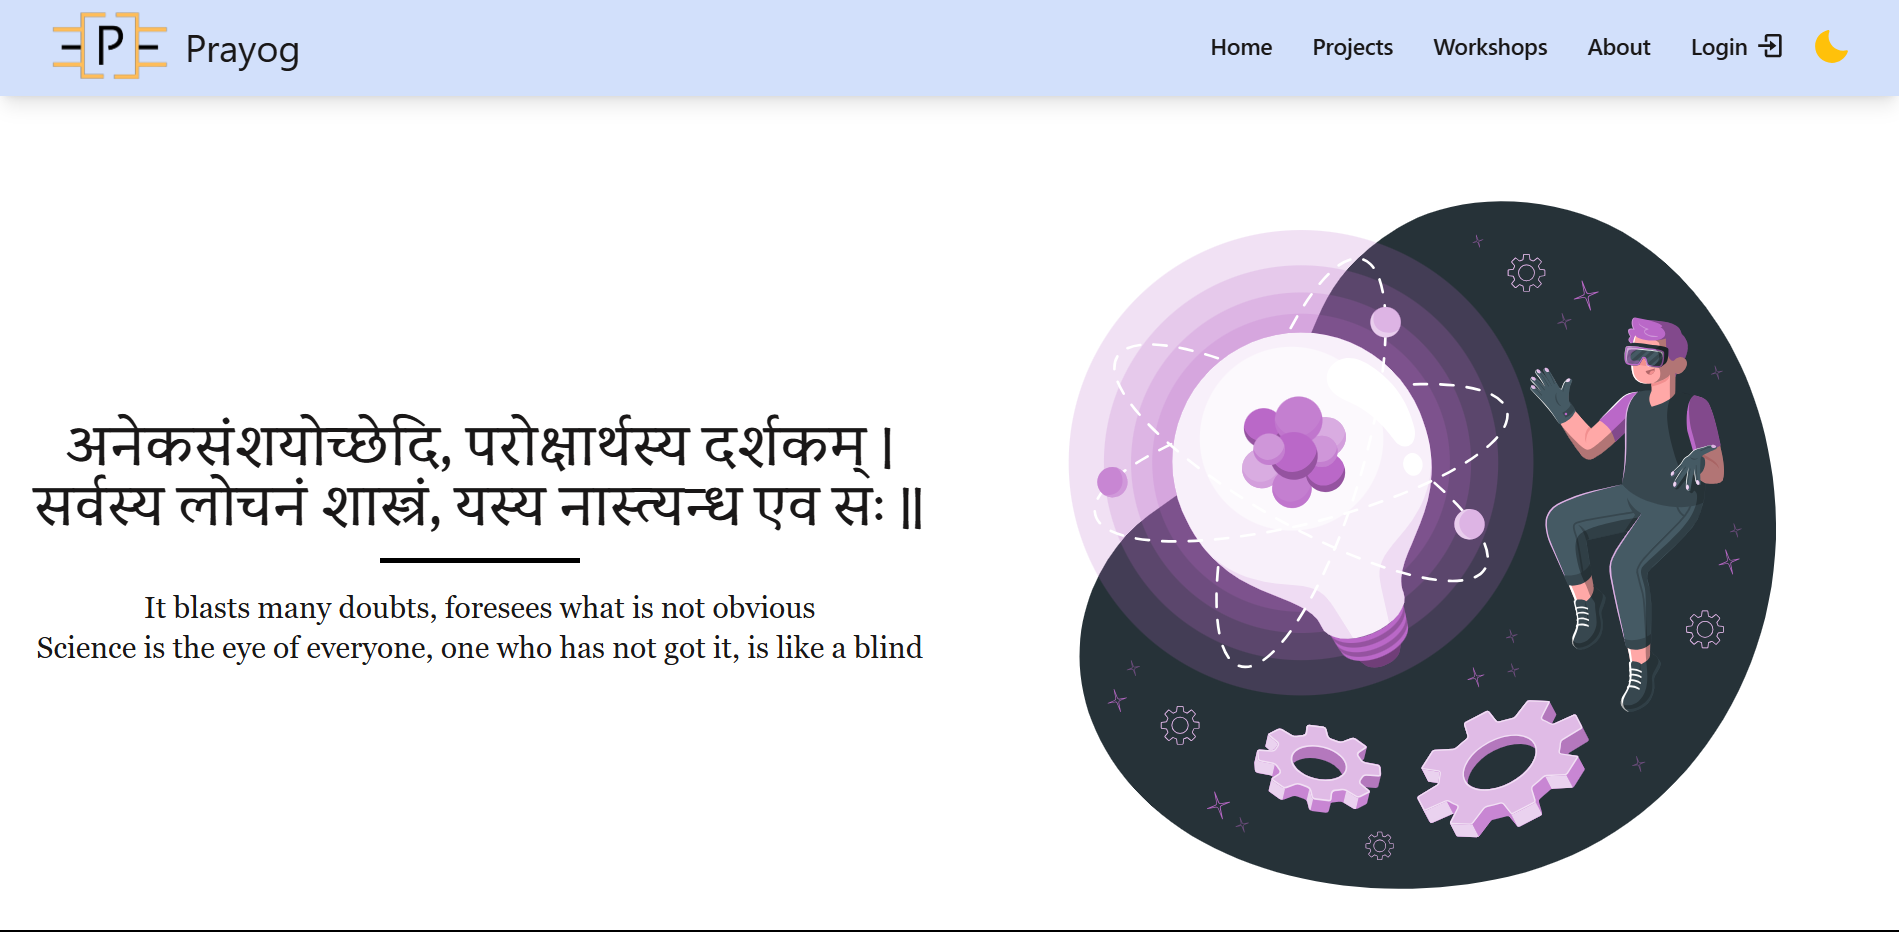 P
Prayog
Home
Projects
Workshops
About
Login
अनेकसंशयोच्छेदि, परोक्षार्थस्य दर्शकम् ।
सर्वस्य लोचनं शास्त्रं, यस्य नास्त्यन्ध एव सः ॥
It blasts many doubts, foresees what is not obvious
Science is the eye of everyone, one who has not got it, is like a blind